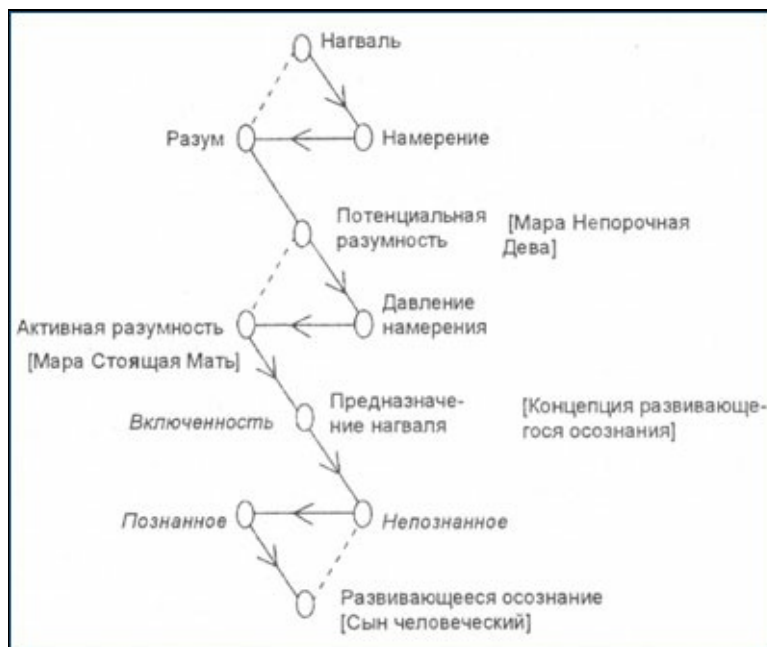 Нагваль
Разум
Намерение
Потенциальная
разумность
[Мара Непорочная
Дева]
Давление
намерения
Активная разумность
[Мара Стоящая Мать]
Включенность
Предназначе-
ние нагваля
[Концепция развивающе-
гося осознания]
Познанное
Непознанное
Развивающееся осознание
[Сын человеческий]